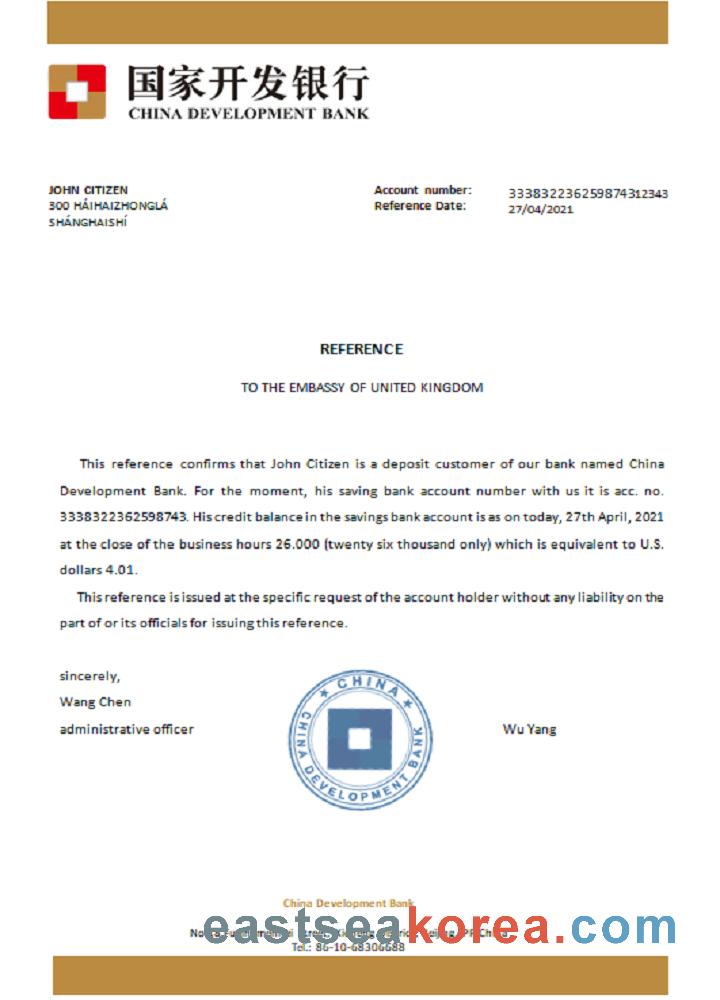 国家开发银行
CHINA DEVELOPMENT BANK
JOHN CITIZEN
300 HǍIHAIZHONGLÁ
SHÁNGHAISHÍ
Account number: 333832236259874312343
Reference Date: 27/04/2021
REFERENCE
TO THE EMBASSY OF UNITED KINGDOM
This reference confirms that John Citizen is a deposit customer of our bank named China
Development Bank. For the moment, his saving bank account number with us it is acc. no.
3338322362598743. His credit balance in the savings bank account is as on today, 27th April, 2021
at the close of the business hours 26.000 (twenty six thousand only) which is equivalent to U.S.
dollars 4.01.
This reference is issued at the specific request of the account holder without any liability on the
part of or its officials for issuing this reference.
sincerely,
Wang Chen
administrative officer
CHINA
CHINA DEVELOPMENT BANK
Wu Yang
China Development Bank
eastseakorea.com
Tel.: 86-10-68306688